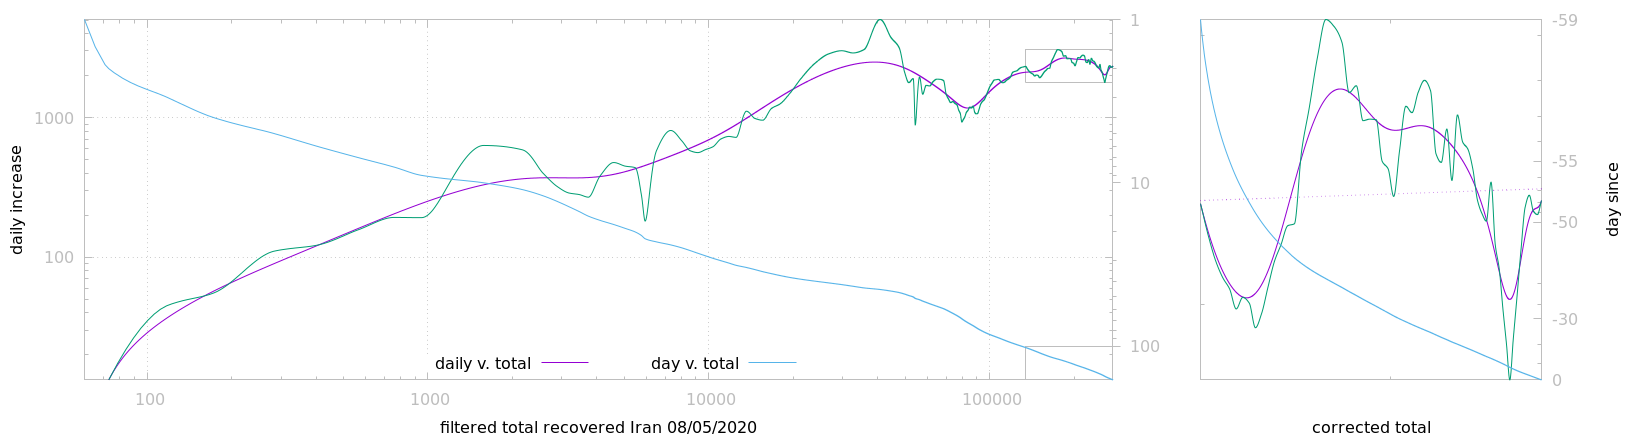 daily increase
1000
100
daily v. total
day v. total
100
1000
10000
100000
filtered total recovered Iran 08/05/2020
1
10
100
-59
-55
-50
-30
0
day since
corrected total